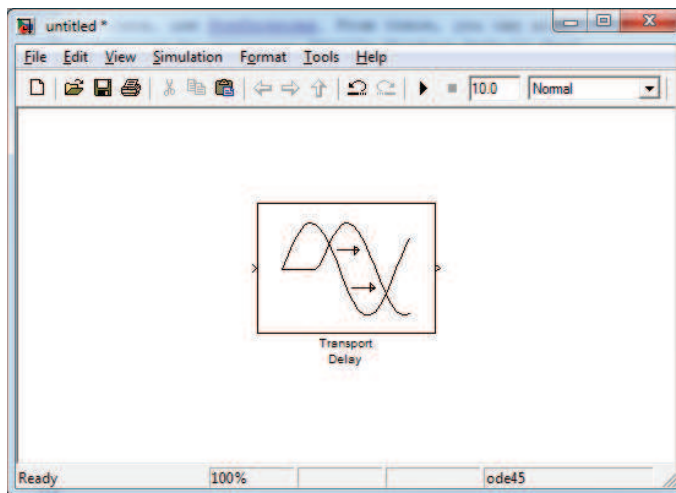 untitled *
File Edit View Simulation Format Tools Help
10.0 Normal
Transport
Delay
Ready 100% ode45